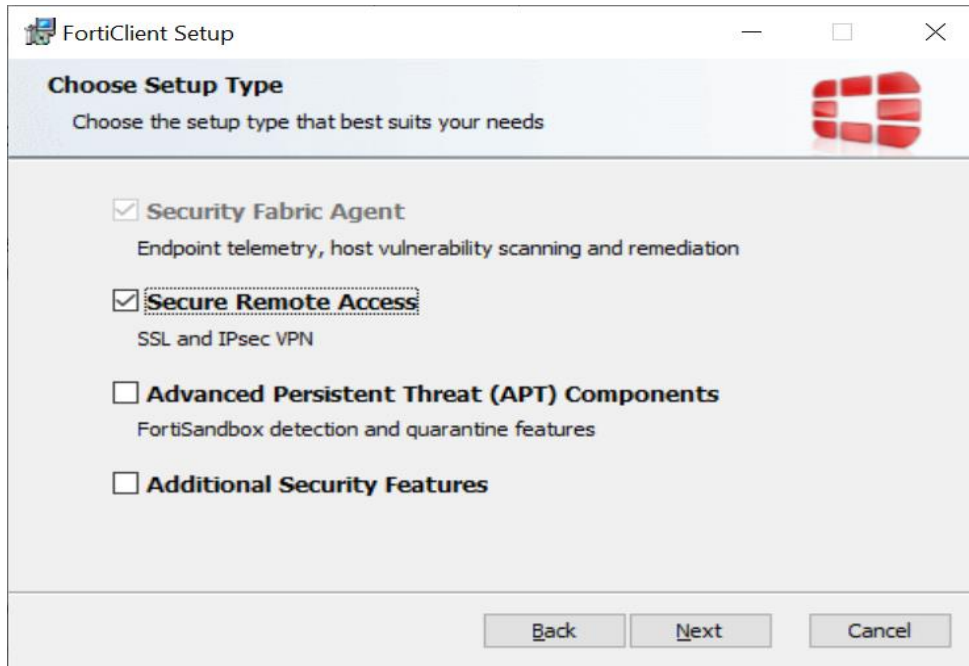 FortiClient Setup
Choose Setup Type
Choose the setup type that best suits your needs
Security Fabric Agent
Endpoint telemetry, host vulnerability scanning and remediation
Secure Remote Access
SSL and IPsec VPN
Advanced Persistent Threat (APT) Components
FortiSandbox detection and quarantine features
Additional Security Features
Back Next Cancel